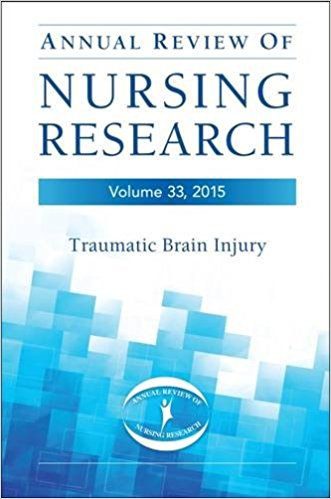 ANNUAL REVIEW OF
NURSING
RESEARCH
Volume 33, 2015
Traumatic Brain Injury
ANNUAL REVIEW OF
NURSING RESEARCH